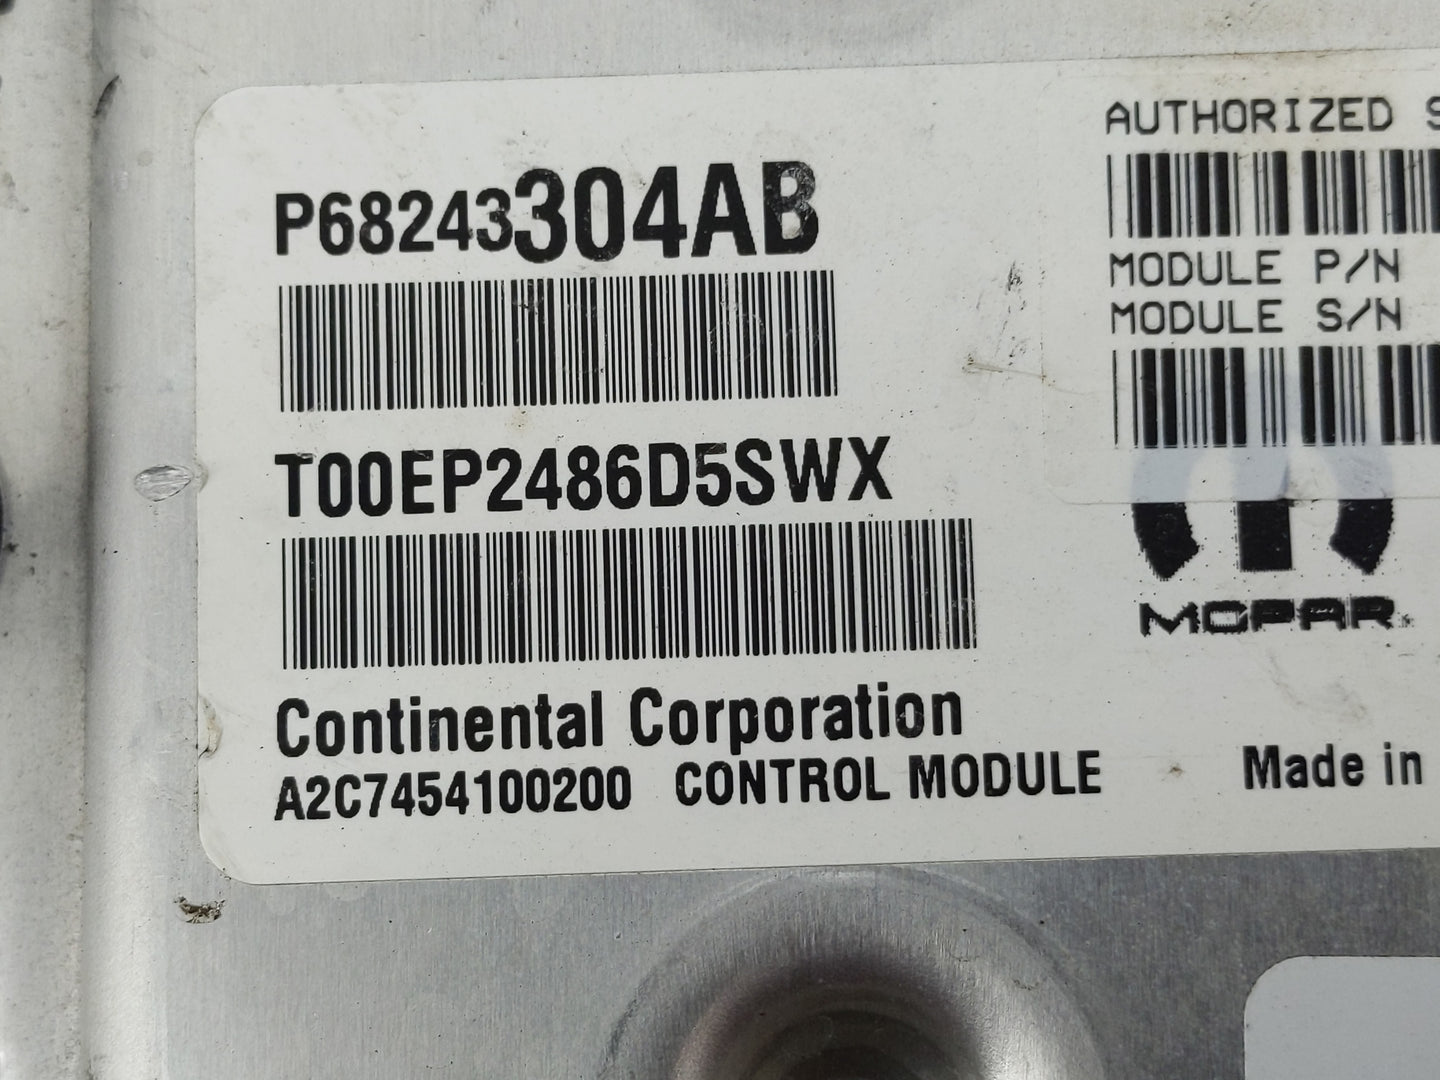 P68243304AB
T00EP2486D5SWX
Continental Corporation
A2C7454100200 CONTROL MODULE
AUTHORIZED S
MODULE P/N
MODULE S/N
MOPAR
Made in